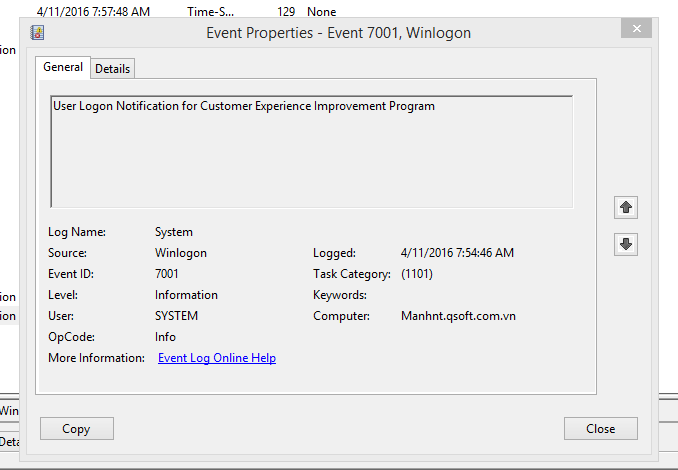 4/11/2016 7:57:48 AM Time-S... 129 None
ion
Event Properties - Event 7001, Winlogon
General Details
User Logon Notification for Customer Experience Improvement Program
Log Name: System
Source: Winlogon Logged: 4/11/2016 7:54:46 AM
Event ID: 7001 Task Category: (1101)
ion
Level: Information Keywords:
ion
User: SYSTEM Computer: Manhnt.qsoft.com.vn
OpCode: Info
More Information: Event Log Online Help
Win
Copy Close
Deta